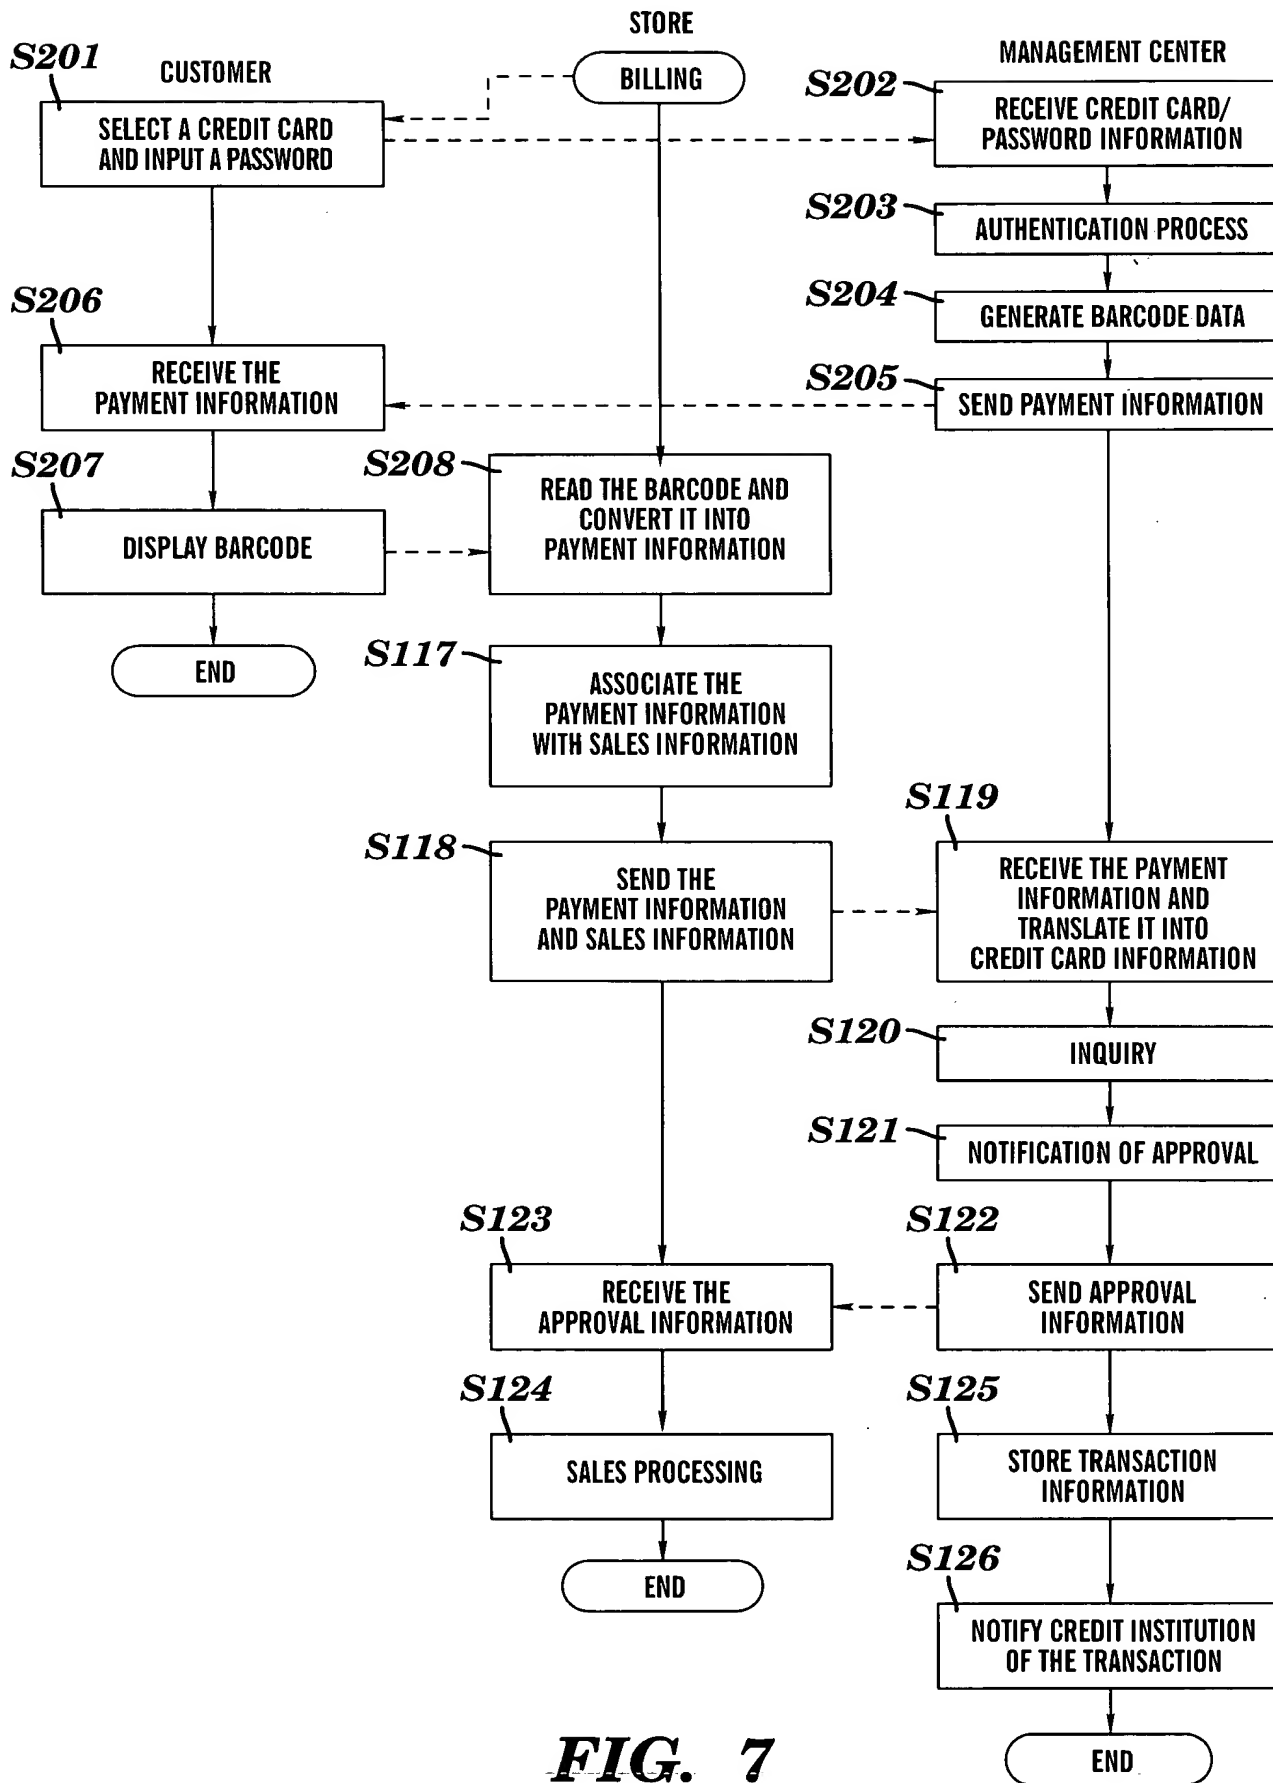 STORE
CUSTOMER
MANAGEMENT CENTER
BILLING
S201
SELECT A CREDIT CARD
AND INPUT A PASSWORD
S202
RECEIVE CREDIT CARD/
PASSWORD INFORMATION
S203
AUTHENTICATION PROCESS
S204
GENERATE BARCODE DATA
S205
SEND PAYMENT INFORMATION
S206
RECEIVE THE
PAYMENT INFORMATION
S207
DISPLAY BARCODE
END
S208
READ THE BARCODE AND
CONVERT IT INTO
PAYMENT INFORMATION
S117
ASSOCIATE THE
PAYMENT INFORMATION
WITH SALES INFORMATION
S118
SEND THE
PAYMENT INFORMATION
AND SALES INFORMATION
S119
RECEIVE THE PAYMENT
INFORMATION AND
TRANSLATE IT INTO
CREDIT CARD INFORMATION
S120
INQUIRY
S121
NOTIFICATION OF APPROVAL
S122
SEND APPROVAL
INFORMATION
S123
RECEIVE THE
APPROVAL INFORMATION
S124
SALES PROCESSING
END
S125
STORE TRANSACTION
INFORMATION
S126
NOTIFY CREDIT INSTITUTION
OF THE TRANSACTION
END
FIG. 7